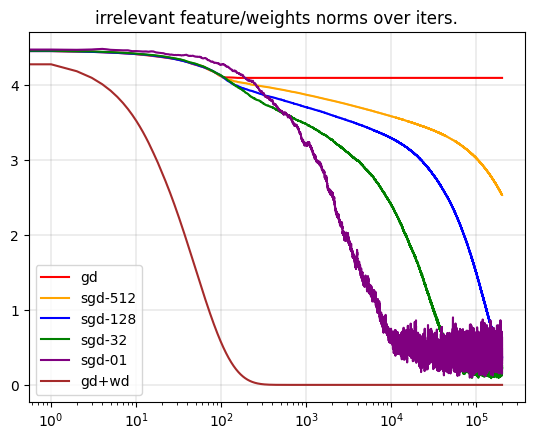 irrelevant feature/weights norms over iters.
4
3
2
1
0
gd
sgd-512
sgd-128
sgd-32
sgd-01
gd+wd
10⁰ 10¹ 10² 10³ 10⁴ 10⁵